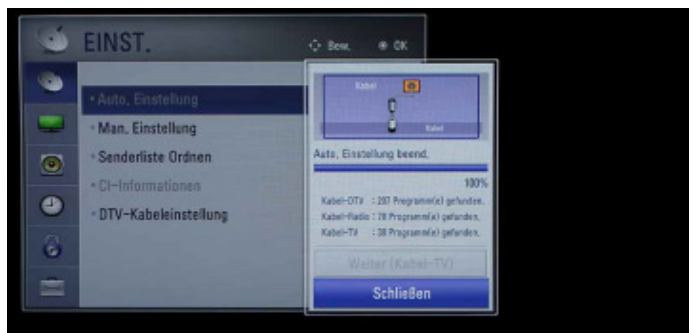 EINST.
Bew. OK
Auto. Einstellung
Man. Einstellung
Senderliste Ordnen
CI-Informationen
DTV-Kabeleinstellung
Kabel
Kabel
Auto. Einstellung beend.
100%
Kabel-DTV : 287 Programm(e) gefunden.
Kabel-Radio : 78 Programm(e) gefunden.
Kabel-TV : 38 Programm(e) gefunden.
Weiter (Kabel-TV)
Schließen